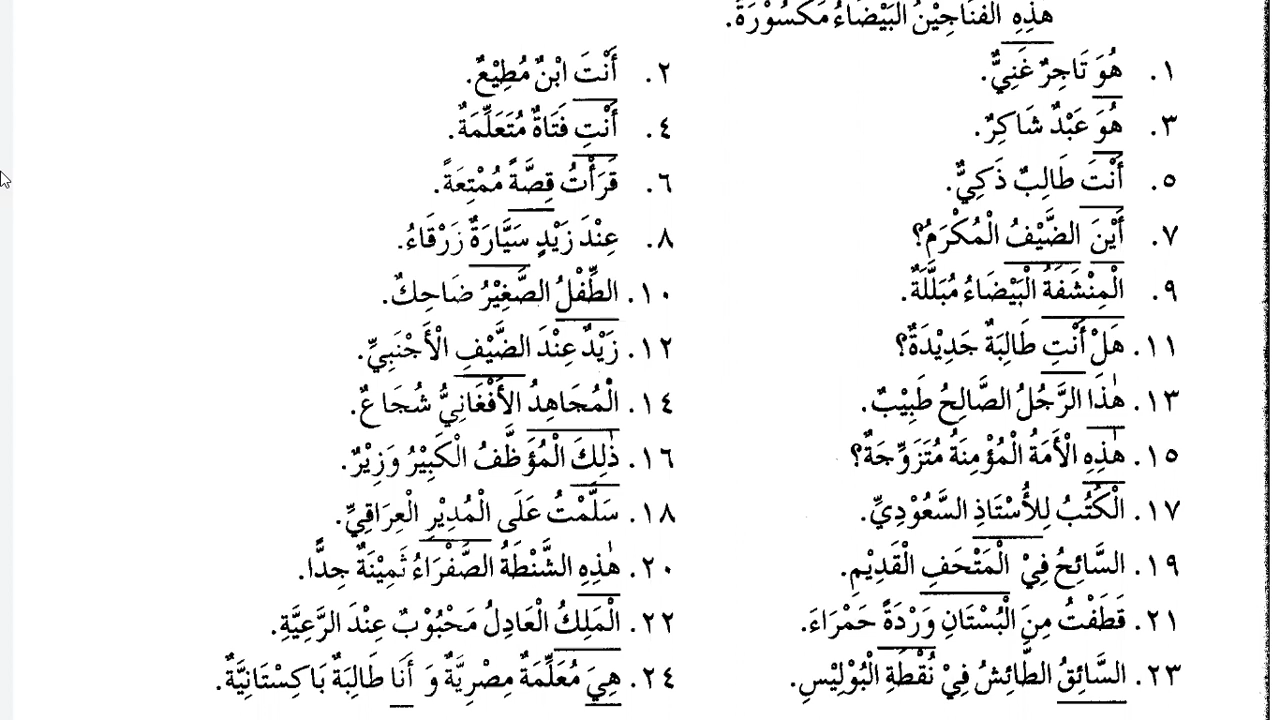 هٰذِهِ الْفَنَاجِيْنُ الْبَيْضَاءُ مَكْسُوْرَةٌ.
١. هُوَ تَاجِرٌ غَنِيٌّ. ٢. أَنْتَ ابْنٌ مُطِيْعٌ.
٣. هُوَ عَبْدٌ شَاكِرٌ. ٤. أَنْتِ فَتَاةٌ مُتَعَلِّمَةٌ.
٥. أَنْتَ طَالِبٌ ذَكِيٌّ. ٦. قَرَأْتُ قِصَّةً مُمْتِعَةً.
٧. أَيْنَ الضَّيْفُ الْمُكْرَمُ؟ ٨. عِنْدَ زَيْدٍ سَيَّارَةٌ زَرْقَاءُ.
٩. الْمِنْشَفَةُ الْبَيْضَاءُ مُبَلَّلَةٌ. ١٠. الطِّفْلُ الصَّغِيْرُ ضَاحِكٌ.
١١. هَلْ أَنْتِ طَالِبَةٌ جَدِيْدَةٌ؟ ١٢. زَيْدٌ عِنْدَ الضَّيْفِ الْأَجْنَبِيِّ.
١٣. هٰذَا الرَّجُلُ الصَّالِحُ طَبِيْبٌ. ١٤. الْمُجَاهِدُ الأَفْغَانِيُّ شُجَاعٌ.
١٥. هٰذِهِ الْأَمَةُ الْمُؤْمِنَةُ مُتَزَوِّجَةٌ؟ ١٦. ذٰلِكَ الْمُؤَظَّفُ الْكَبِيْرُ وَزِيْرٌ.
١٧. الْكُتُبُ لِلأُسْتَاذِ السَّعُوْدِيِّ. ١٨. سَلَّمْتُ عَلَى الْمُدِيْرِ الْعِرَاقِيِّ.
١٩. السَّائِحُ فِيْ الْمَتْحَفِ الْقَدِيْمِ. ٢٠. هٰذِهِ الشَّنْطَةُ الصَّفْرَاءُ ثَمِيْنَةٌ جِدًّا.
٢١. قَطَفْتُ مِنَ الْبُسْتَانِ وَرْدَةً حَمْرَاءَ. ٢٢. الْمَلِكُ الْعَادِلُ مَحْبُوْبٌ عِنْدَ الرَّعِيَّةِ.
٢٣. السَّائِقُ الطَّائِشُ فِيْ نُقْطَةِ الْبُوْلِيْسِ. ٢٤. هِيَ مُعَلِّمَةٌ مِصْرِيَّةٌ وَ أَنَا طَالِبَةٌ بَاكِسْتَانِيَّةٌ.